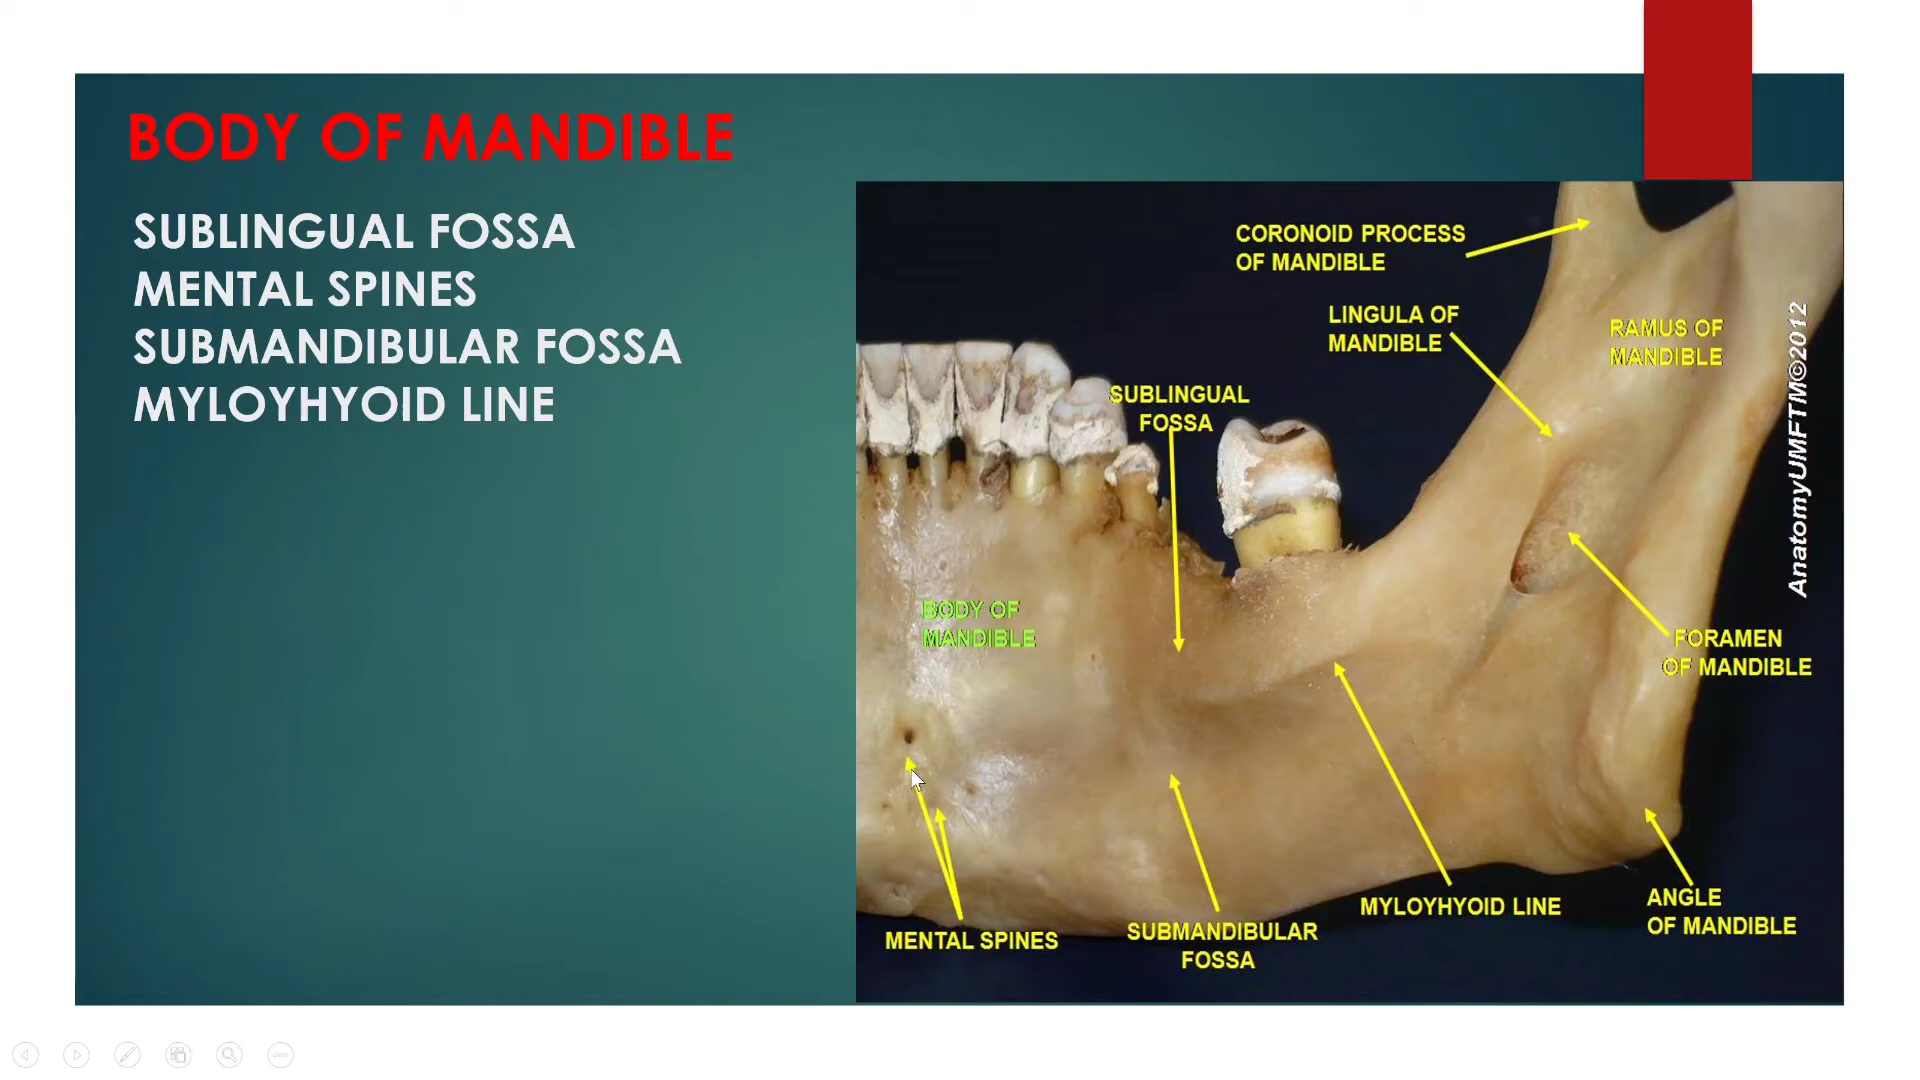 BODY OF MANDIBLE
SUBLINGUAL FOSSA
MENTAL SPINES
SUBMANDIBULAR FOSSA
MYLOYHYOID LINE
CORONOID PROCESS
OF MANDIBLE
LINGULA OF
MANDIBLE
RAMUS OF
MANDIBLE
SUBLINGUAL
FOSSA
BODY OF
MANDIBLE
FORAMEN
OF MANDIBLE
MENTAL SPINES
SUBMANDIBULAR
FOSSA
MYLOYHYOID LINE
ANGLE
OF MANDIBLE
AnatomyUMFTM©2012